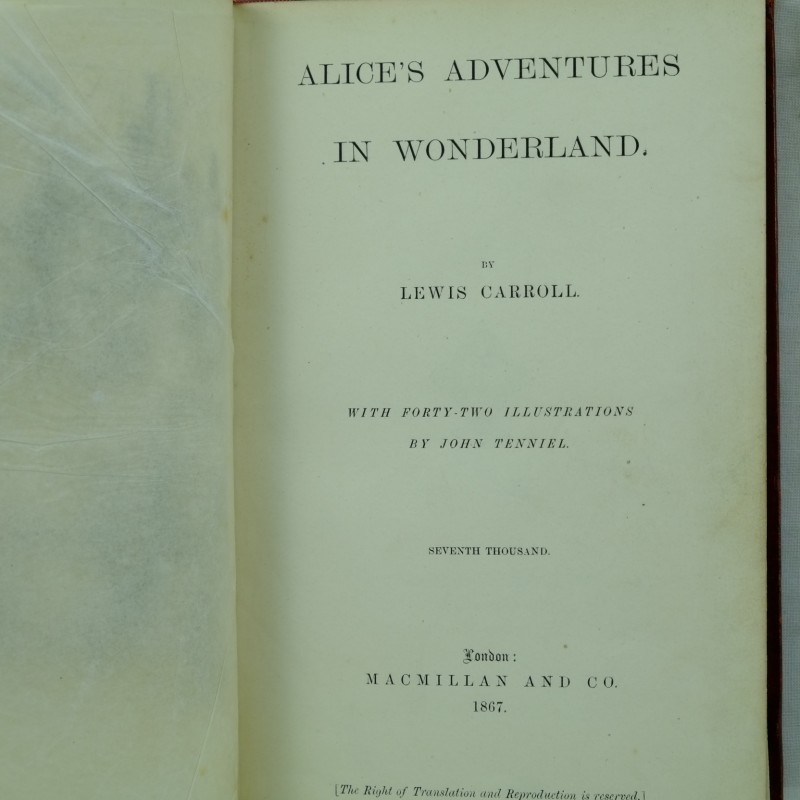 ALICE'S ADVENTURES
IN WONDERLAND.
BY
LEWIS CARROLL.
WITH FORTY-TWO ILLUSTRATIONS
BY JOHN TENNIEL.
SEVENTH THOUSAND.
London:
MACMILLAN AND CO.
1867.
[The Right of Translation and Reproduction is reserved.]